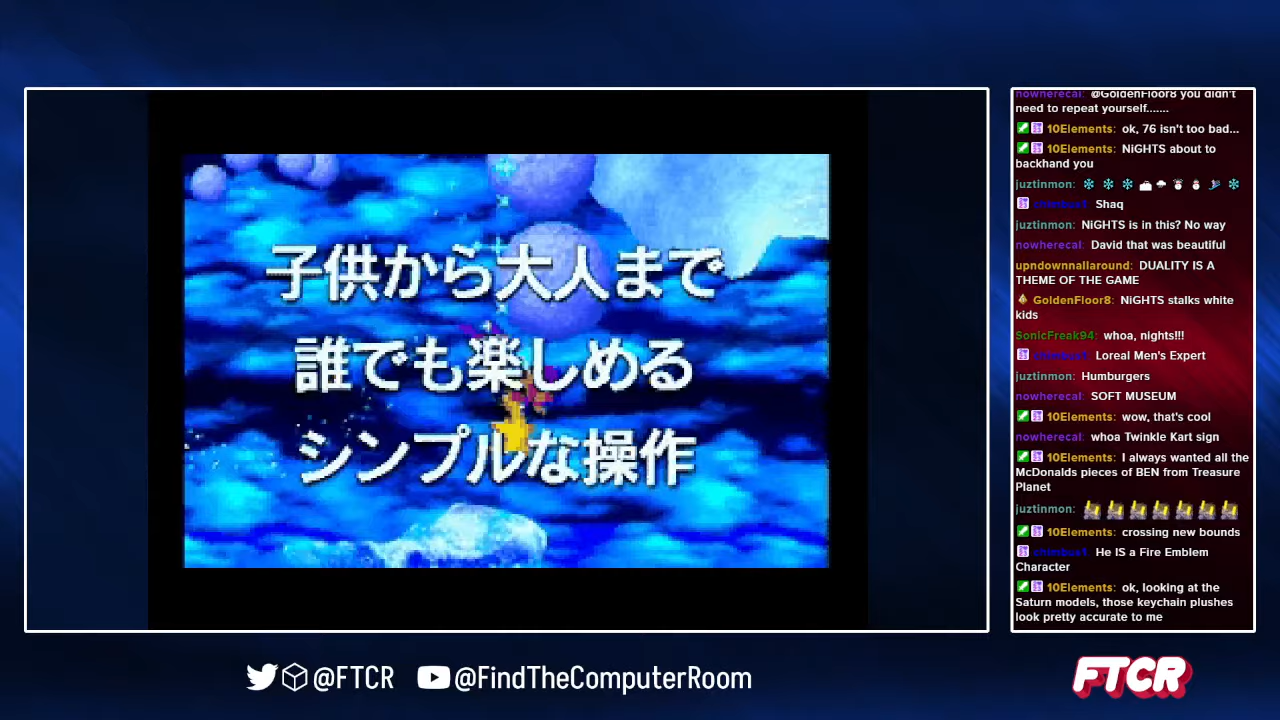 子供から大人まで
誰でも楽しめる
シンプルな操作
nowherecal: @GoldenFloor8 you didn't
need to repeat yourself.......
10Elements: ok, 76 isn't too bad...
10Elements: NiGHTS about to
backhand you
juztinmon:
Shaq
juztinmon: NiGHTS is in this? No way
nowherecal: David that was beautiful
upndownnallaround: DUALITY IS A
THEME OF THE GAME
GoldenFloor8: NiGHTS stalks white
kids
SonicFreak94: whoa, nights!!!
Loreal Men's Expert
juztinmon: Humburgers
nowherecal: SOFT MUSEUM
10Elements: wow, that's cool
nowherecal: whoa Twinkle Kart sign
10Elements: I always wanted all the
McDonalds pieces of BEN from Treasure
Planet
juztinmon:
10Elements: crossing new bounds
He IS a Fire Emblem
Character
10Elements: ok, looking at the
Saturn models, those keychain plushes
look pretty accurate to me
@FTCR @FindTheComputerRoom
FTCR